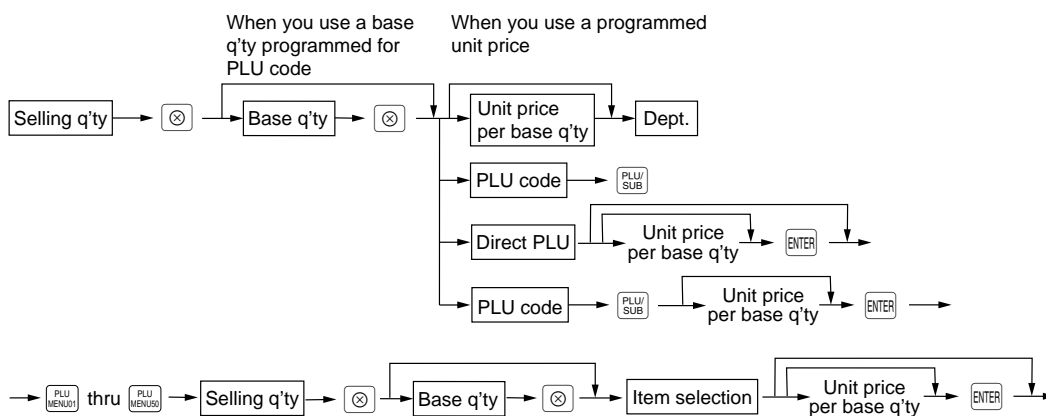 When you use a base
q'ty programmed for
PLU code
When you use a programmed
unit price
Selling q'ty
⊗
Base q'ty
⊗
Unit price
per base q'ty
Dept.
PLU code
PLU/
SUB
Direct PLU
Unit price
per base q'ty
ENTER
PLU code
PLU/
SUB
Unit price
per base q'ty
ENTER
PLU
MENU01
thru
PLU
MENU50
Selling q'ty
⊗
Base q'ty
⊗
Item selection
Unit price
per base q'ty
ENTER